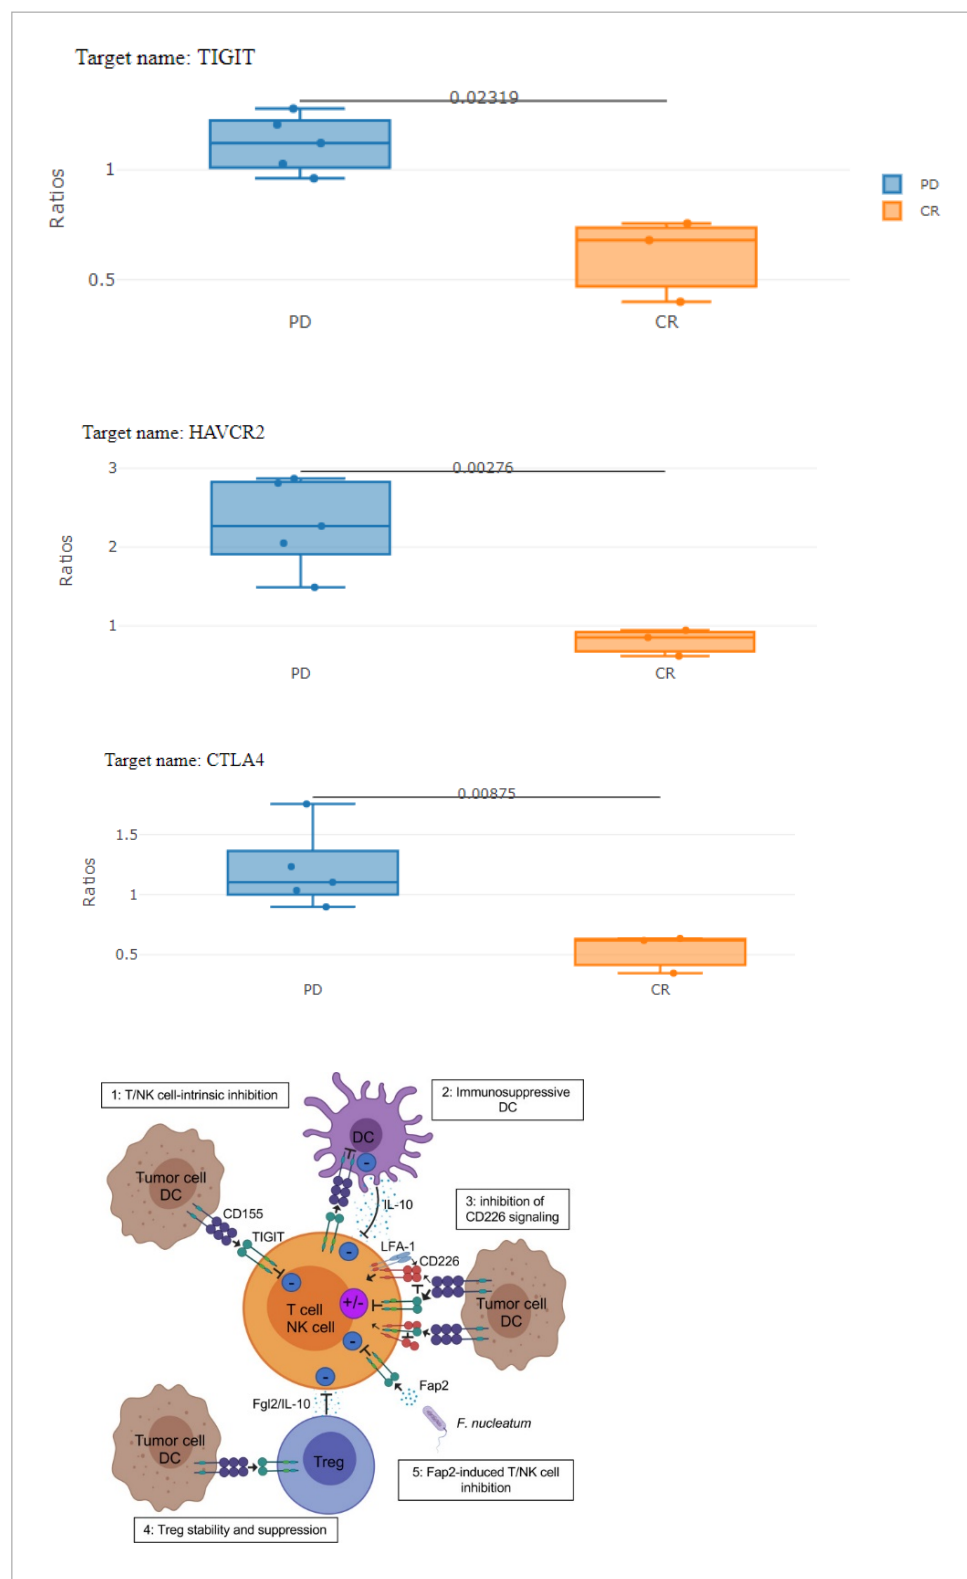 Target name: TIGIT
0.02319
1
0.5
Ratios
PD
CR
PD
CR
Target name: HAVCR2
0.00276
3
2
1
Ratios
PD
CR
Target name: CTLA4
0.00875
1.5
1
0.5
Ratios
PD
CR
1: T/NK cell-intrinsic inhibition
2: Immunosuppressive
DC
DC
-
Tumor cell
DC
CD155
TIGIT
IL-10
3: inhibition of
CD226 signaling
LFA-1
CD226
-
-
T cell
NK cell
+/-
-
-
Tumor cell
DC
Fap2
F. nucleatum
Fgl2/IL-10
Tumor cell
DC
Treg
5: Fap2-induced T/NK cell
inhibition
4: Treg stability and suppression